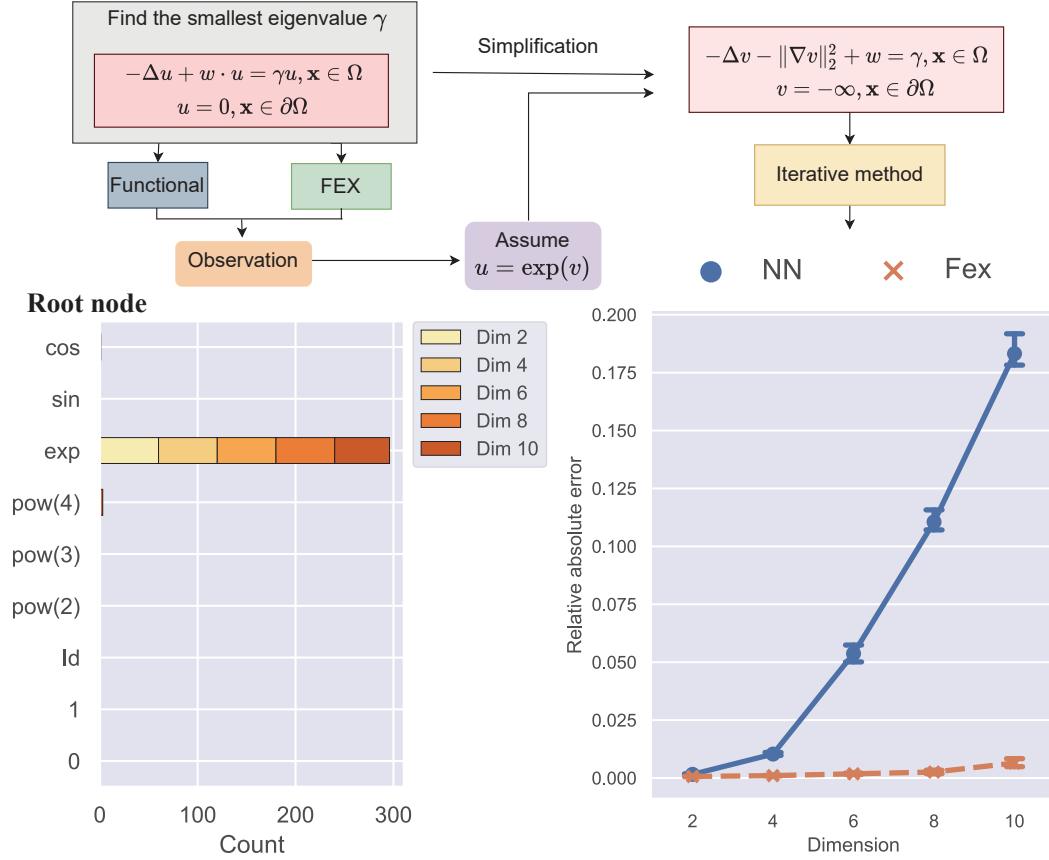 Find the smallest eigenvalue γ
−Δu + w · u = γu, x ∈ Ω
u = 0, x ∈ ∂Ω
Simplification
−Δv − ‖∇v‖₂² + w = γ, x ∈ Ω
v = −∞, x ∈ ∂Ω
Functional
FEX
Iterative method
Observation
Assume
u = exp(v)
NN
Fex
Root node
cos
sin
exp
pow(4)
pow(3)
pow(2)
Id
1
0
0
100
200
300
Count
Dim 2
Dim 4
Dim 6
Dim 8
Dim 10
Relative absolute error
0.200
0.175
0.150
0.125
0.100
0.075
0.050
0.025
0.000
2
4
6
8
10
Dimension